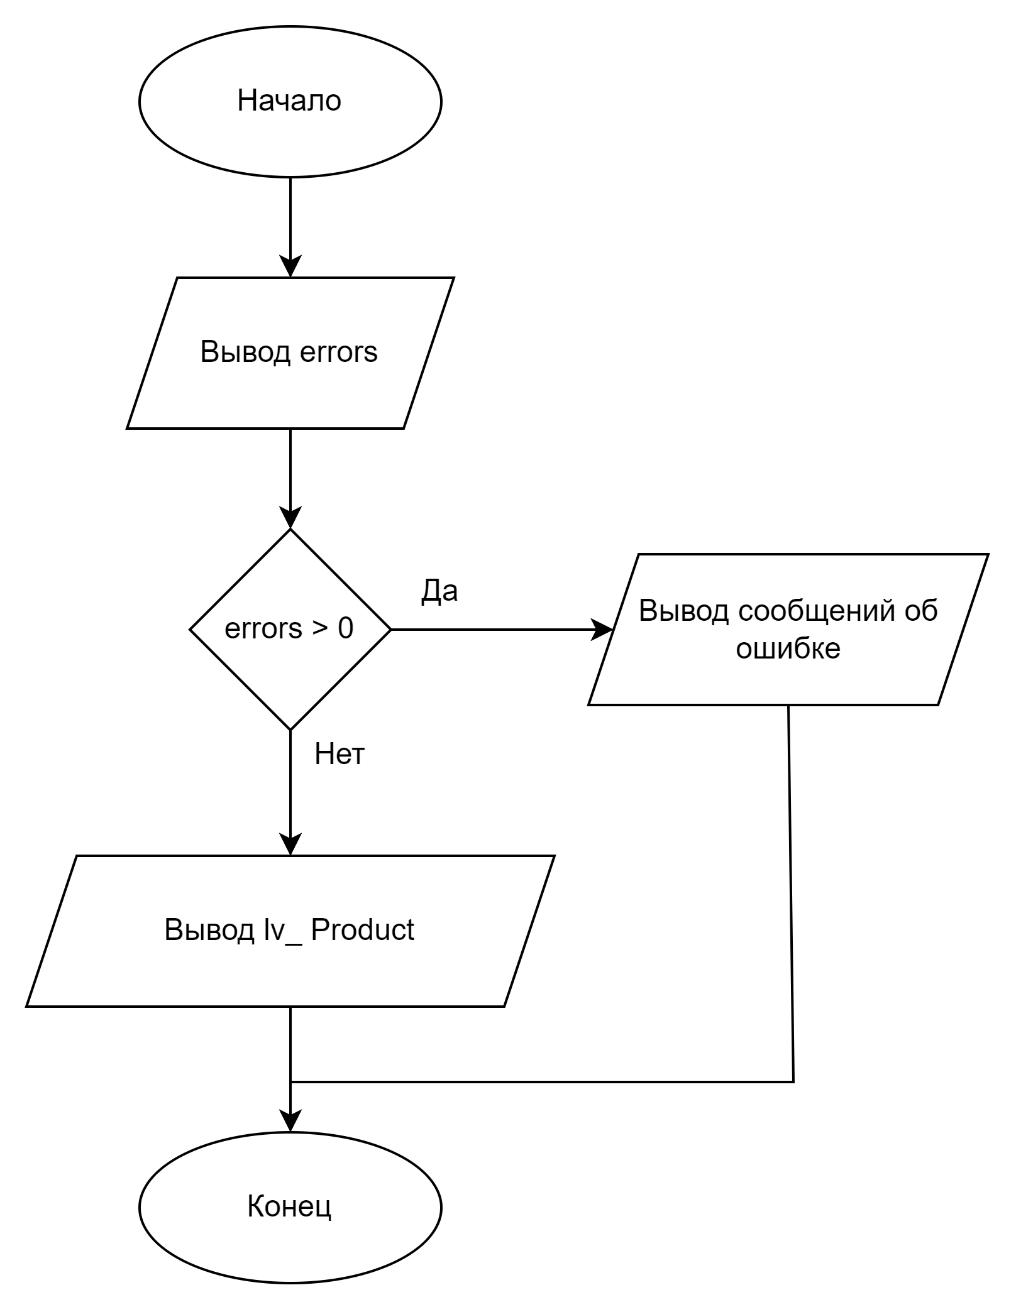 Начало
Вывод errors
errors > 0
Да
Вывод сообщений об
ошибке
Нет
Вывод lv_ Product
Конец